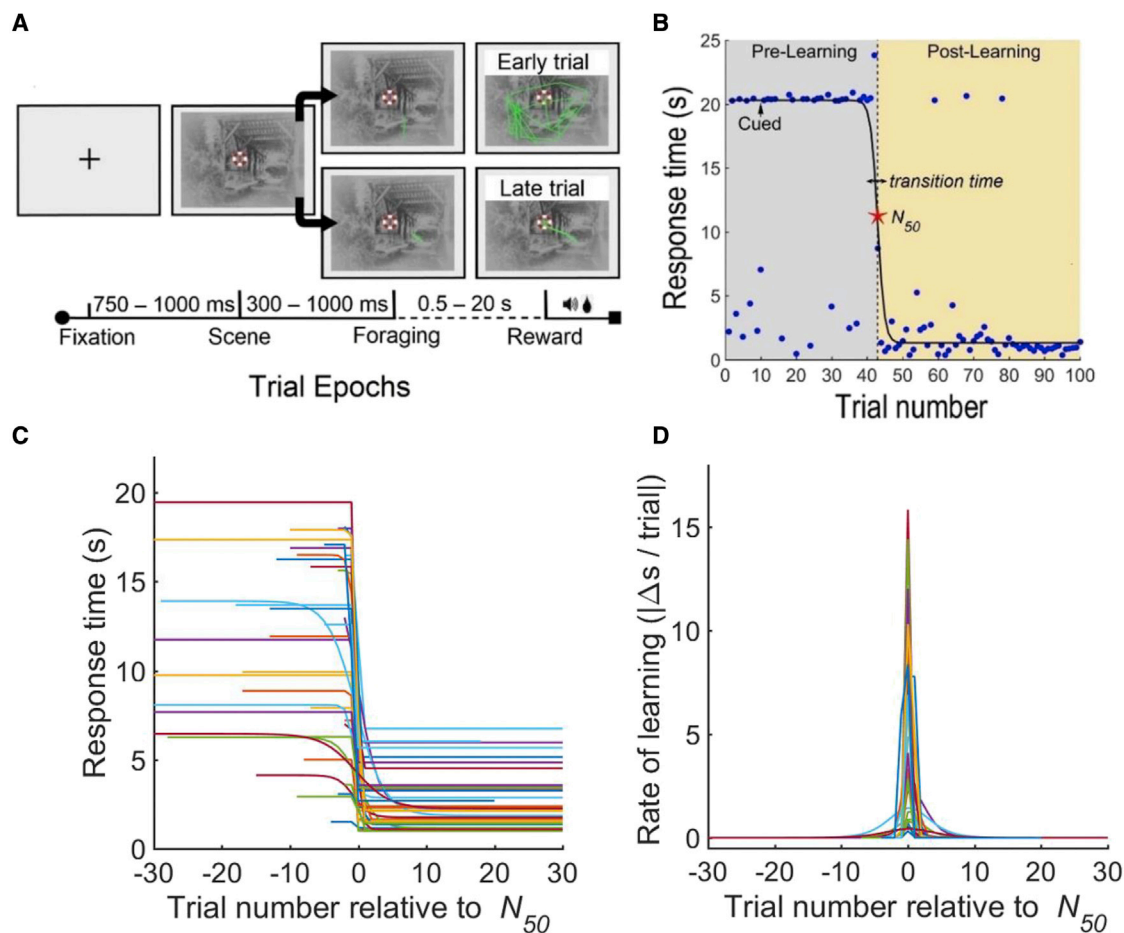 A
Early trial
Late trial
750 – 1000 ms
300 – 1000 ms
0.5 – 20 s
Fixation
Scene
Foraging
Reward
Trial Epochs
B
25
20
15
10
5
0
Pre-Learning
Post-Learning
Cued
transition time
N50
Response time (s)
0 10 20 30 40 50 60 70 80 90 100
Trial number
C
20
15
10
5
0
Response time (s)
-30 -20 -10 0 10 20 30
Trial number relative to N50
D
15
10
5
0
Rate of learning (|Δs / trial|)
-30 -20 -10 0 10 20 30
Trial number relative to N50